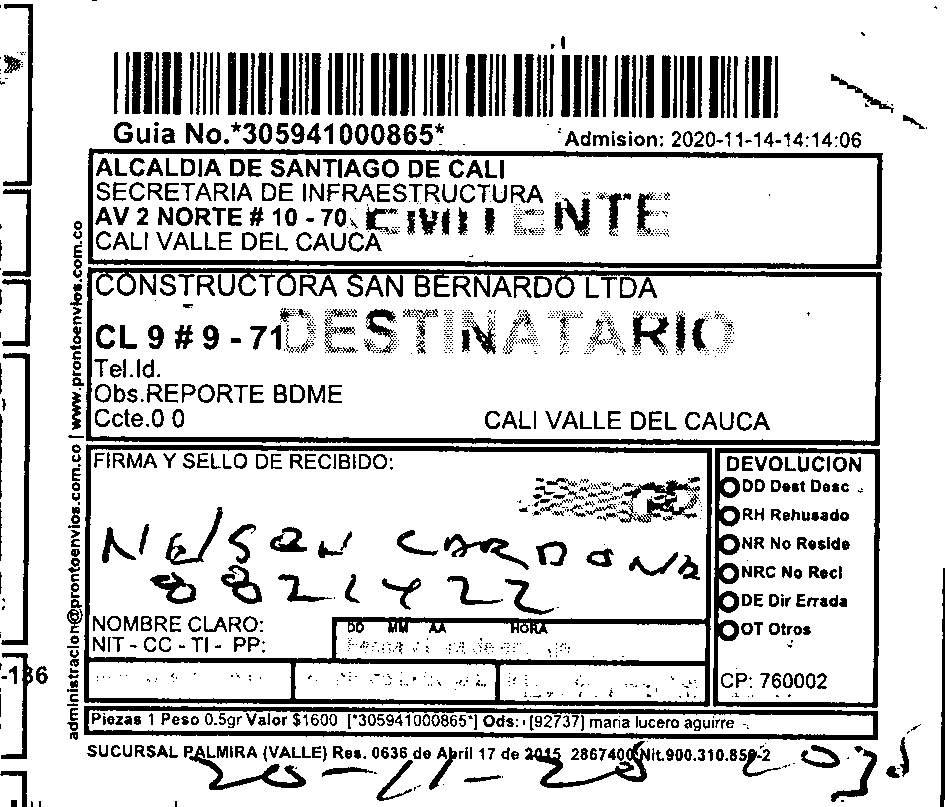 Guia No.*305941000865*
Admision: 2020-11-14-14:14:06
ALCALDIA DE SANTIAGO DE CALI
SECRETARIA DE INFRAESTRUCTURA
AV 2 NORTE # 10 - 70
CALI VALLE DEL CAUCA
CONSTRUCTORA SAN BERNARDO LTDA
CL 9 # 9 - 71
DESTINATARIO
Tel.Id.
Obs.REPORTE BDME
Ccte.0 0
CALI VALLE DEL CAUCA
administracion@prontoenvios.com.co | www.prontoenvios.com.co
FIRMA Y SELLO DE RECIBIDO:
NELSON CARDONA
8821422
NOMBRE CLARO:
NIT - CC - TI - PP:
DD MM AA HORA
DEVOLUCION
DD Dest Desc
RH Rehusado
NR No Reside
NRC No Recl
DE Dir Errada
OT Otros
CP: 760002
-136
Piezas 1 Peso 0.5gr Valor $1600 [*305941000865*] Ods: [92737] maria lucero aguirre
SUCURSAL PALMIRA (VALLE) Res. 0636 de Abril 17 de 2015 2867400 Nit.900.310.856-2
20-11-20